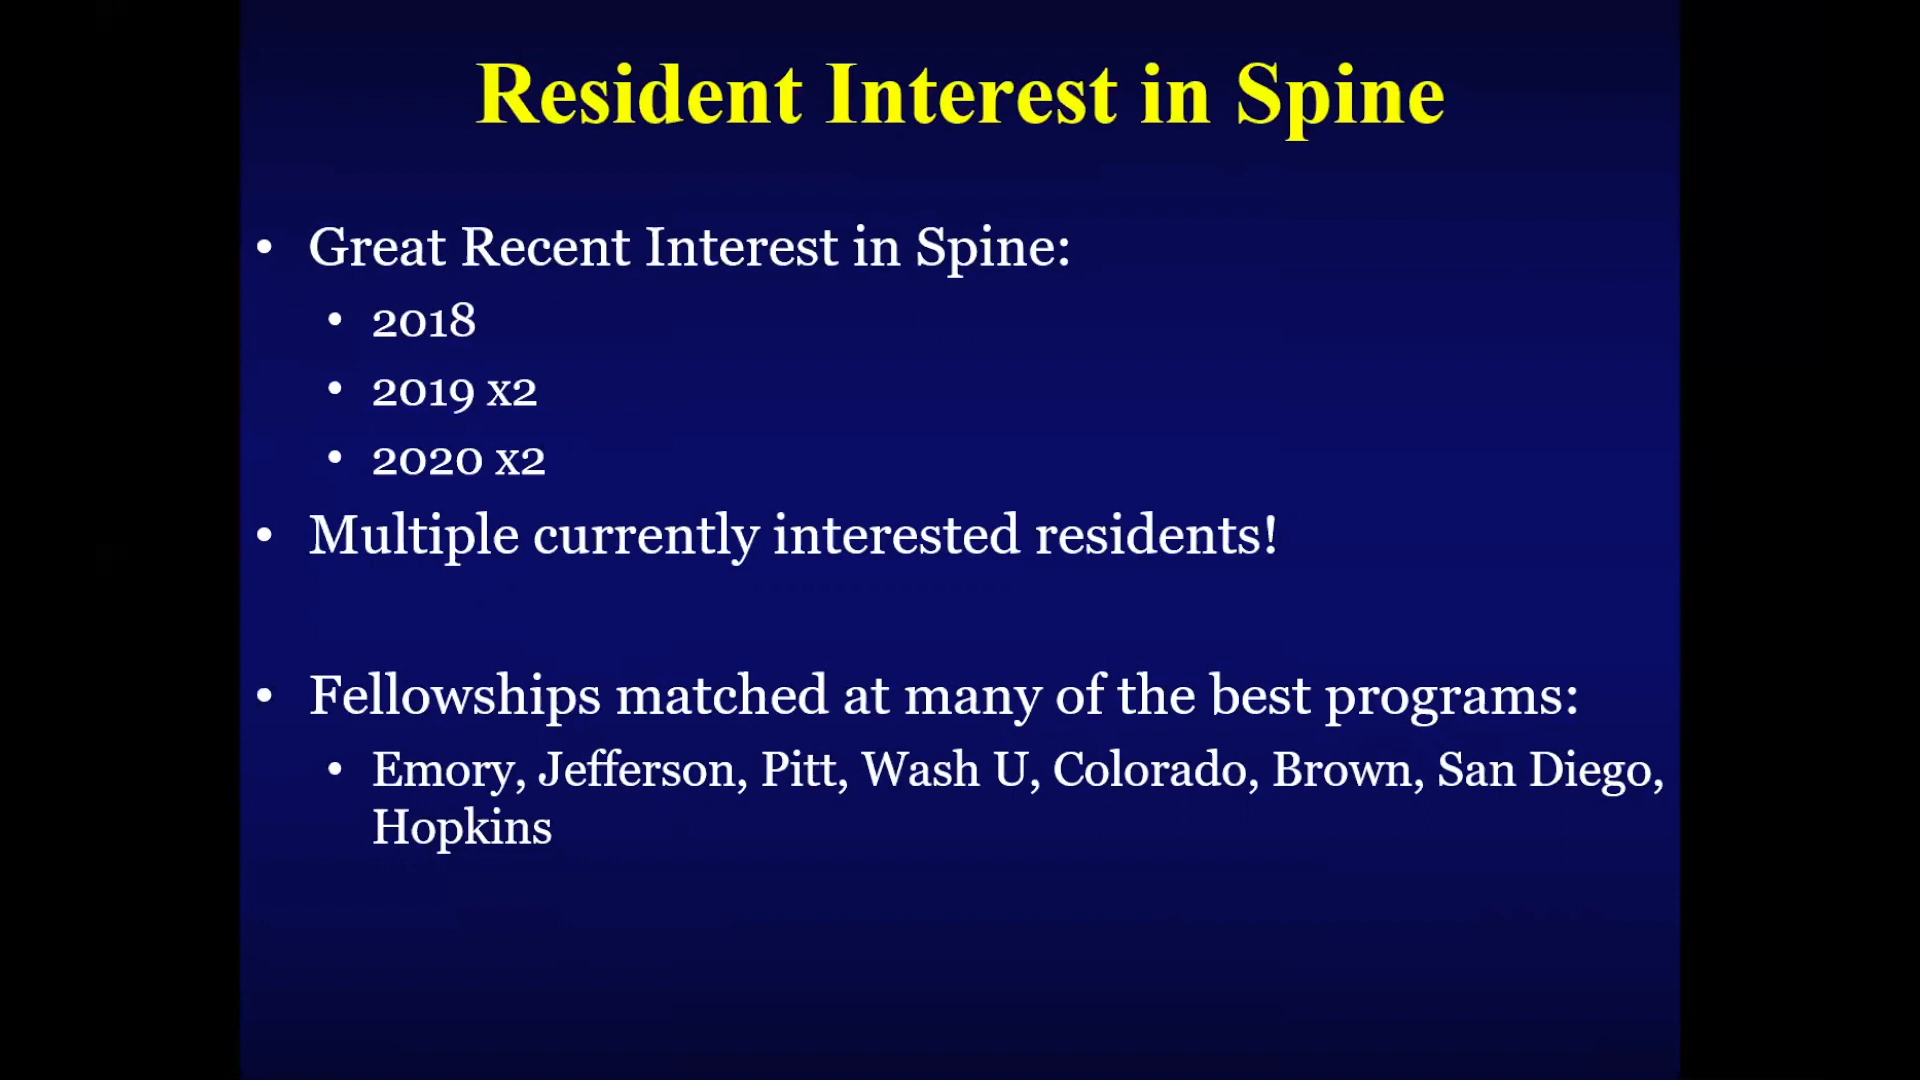 Resident Interest in Spine
• Great Recent Interest in Spine:
• 2018
• 2019 x2
• 2020 x2
• Multiple currently interested residents!
• Fellowships matched at many of the best programs:
• Emory, Jefferson, Pitt, Wash U, Colorado, Brown, San Diego,
Hopkins